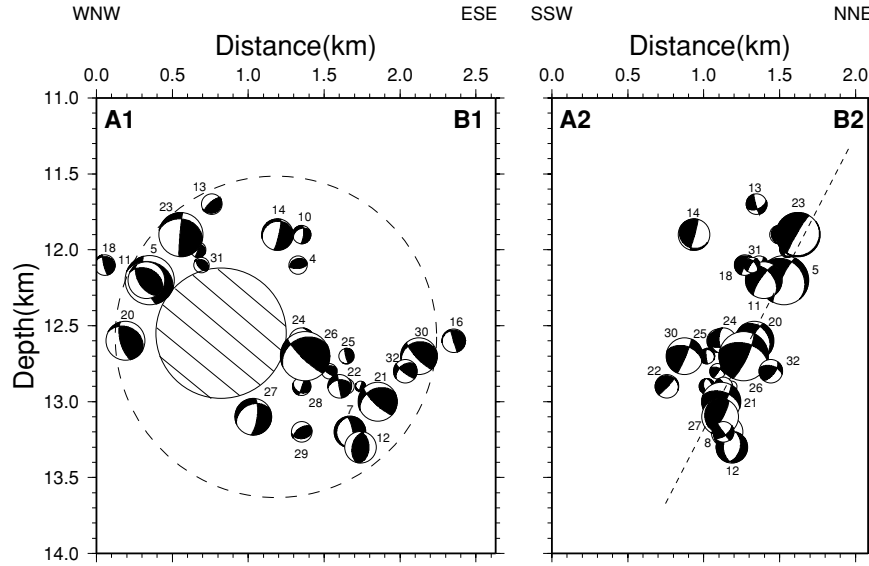 WNW ESE SSW NNE
Distance(km) Distance(km)
0.0 0.5 1.0 1.5 2.0 2.5 0.0 0.5 1.0 1.5 2.0
11.0
A1 B1 A2 B2
11.5
13 13
23 14 10 14 23
12.0
18 11 5 31 4 18 31 5
11
20 24 26 30 16 30 25 24 20
12.5
25 32 32
22 21 22 26
13.0
27 28 7 21
12 27
29 8
12
13.5
14.0
Depth(km)